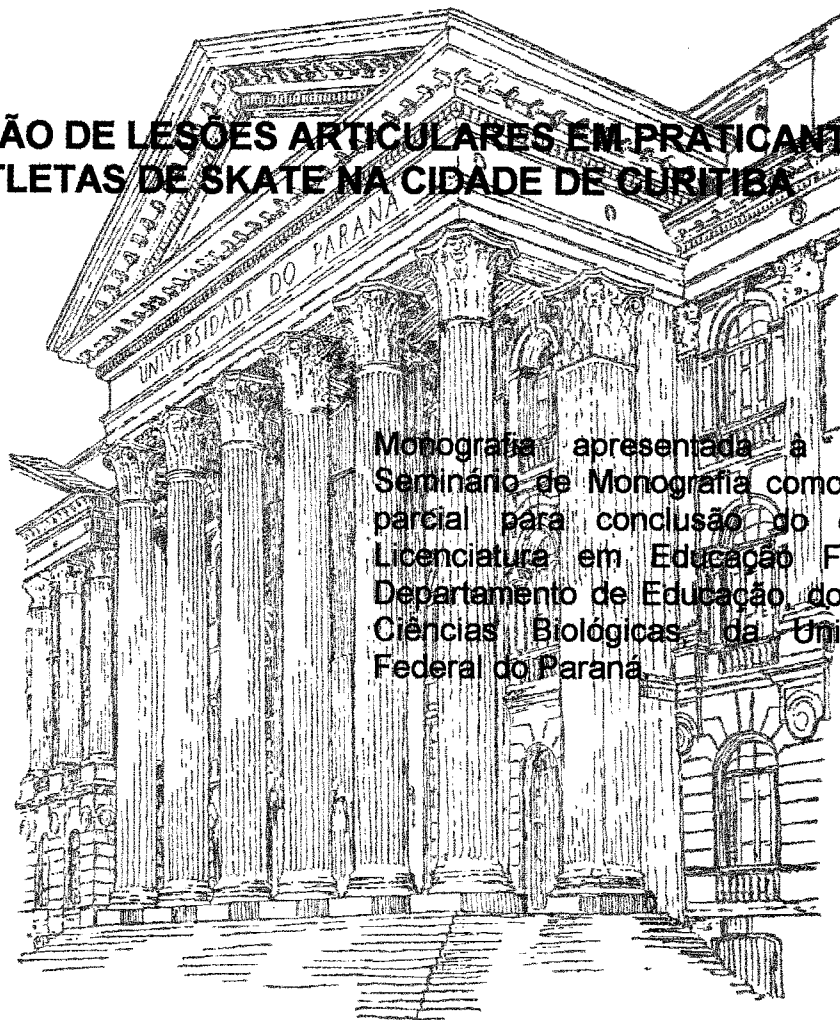 ÃO DE LESÕES ARTICULARES EM PRATICANT
TLETAS DE SKATE NA CIDADE DE CURITIBA
UNIVERSIDADE DO PARANÁ
Monografia apresentada à
Seminário de Monografia como
parcial para conclusão do
Licenciatura em Educação F
Departamento de Educação, do
Ciências Biológicas, da Uni
Federal do Paraná.